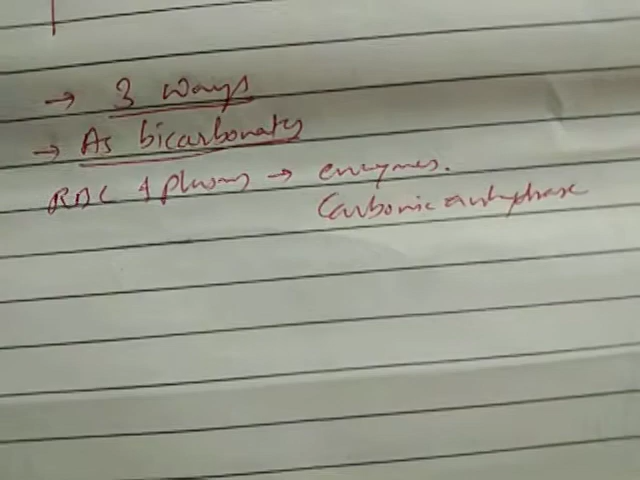 → 3 ways
→ As bicarbonate
RBC & plasma → enzymes.
Carbonic anhydrase